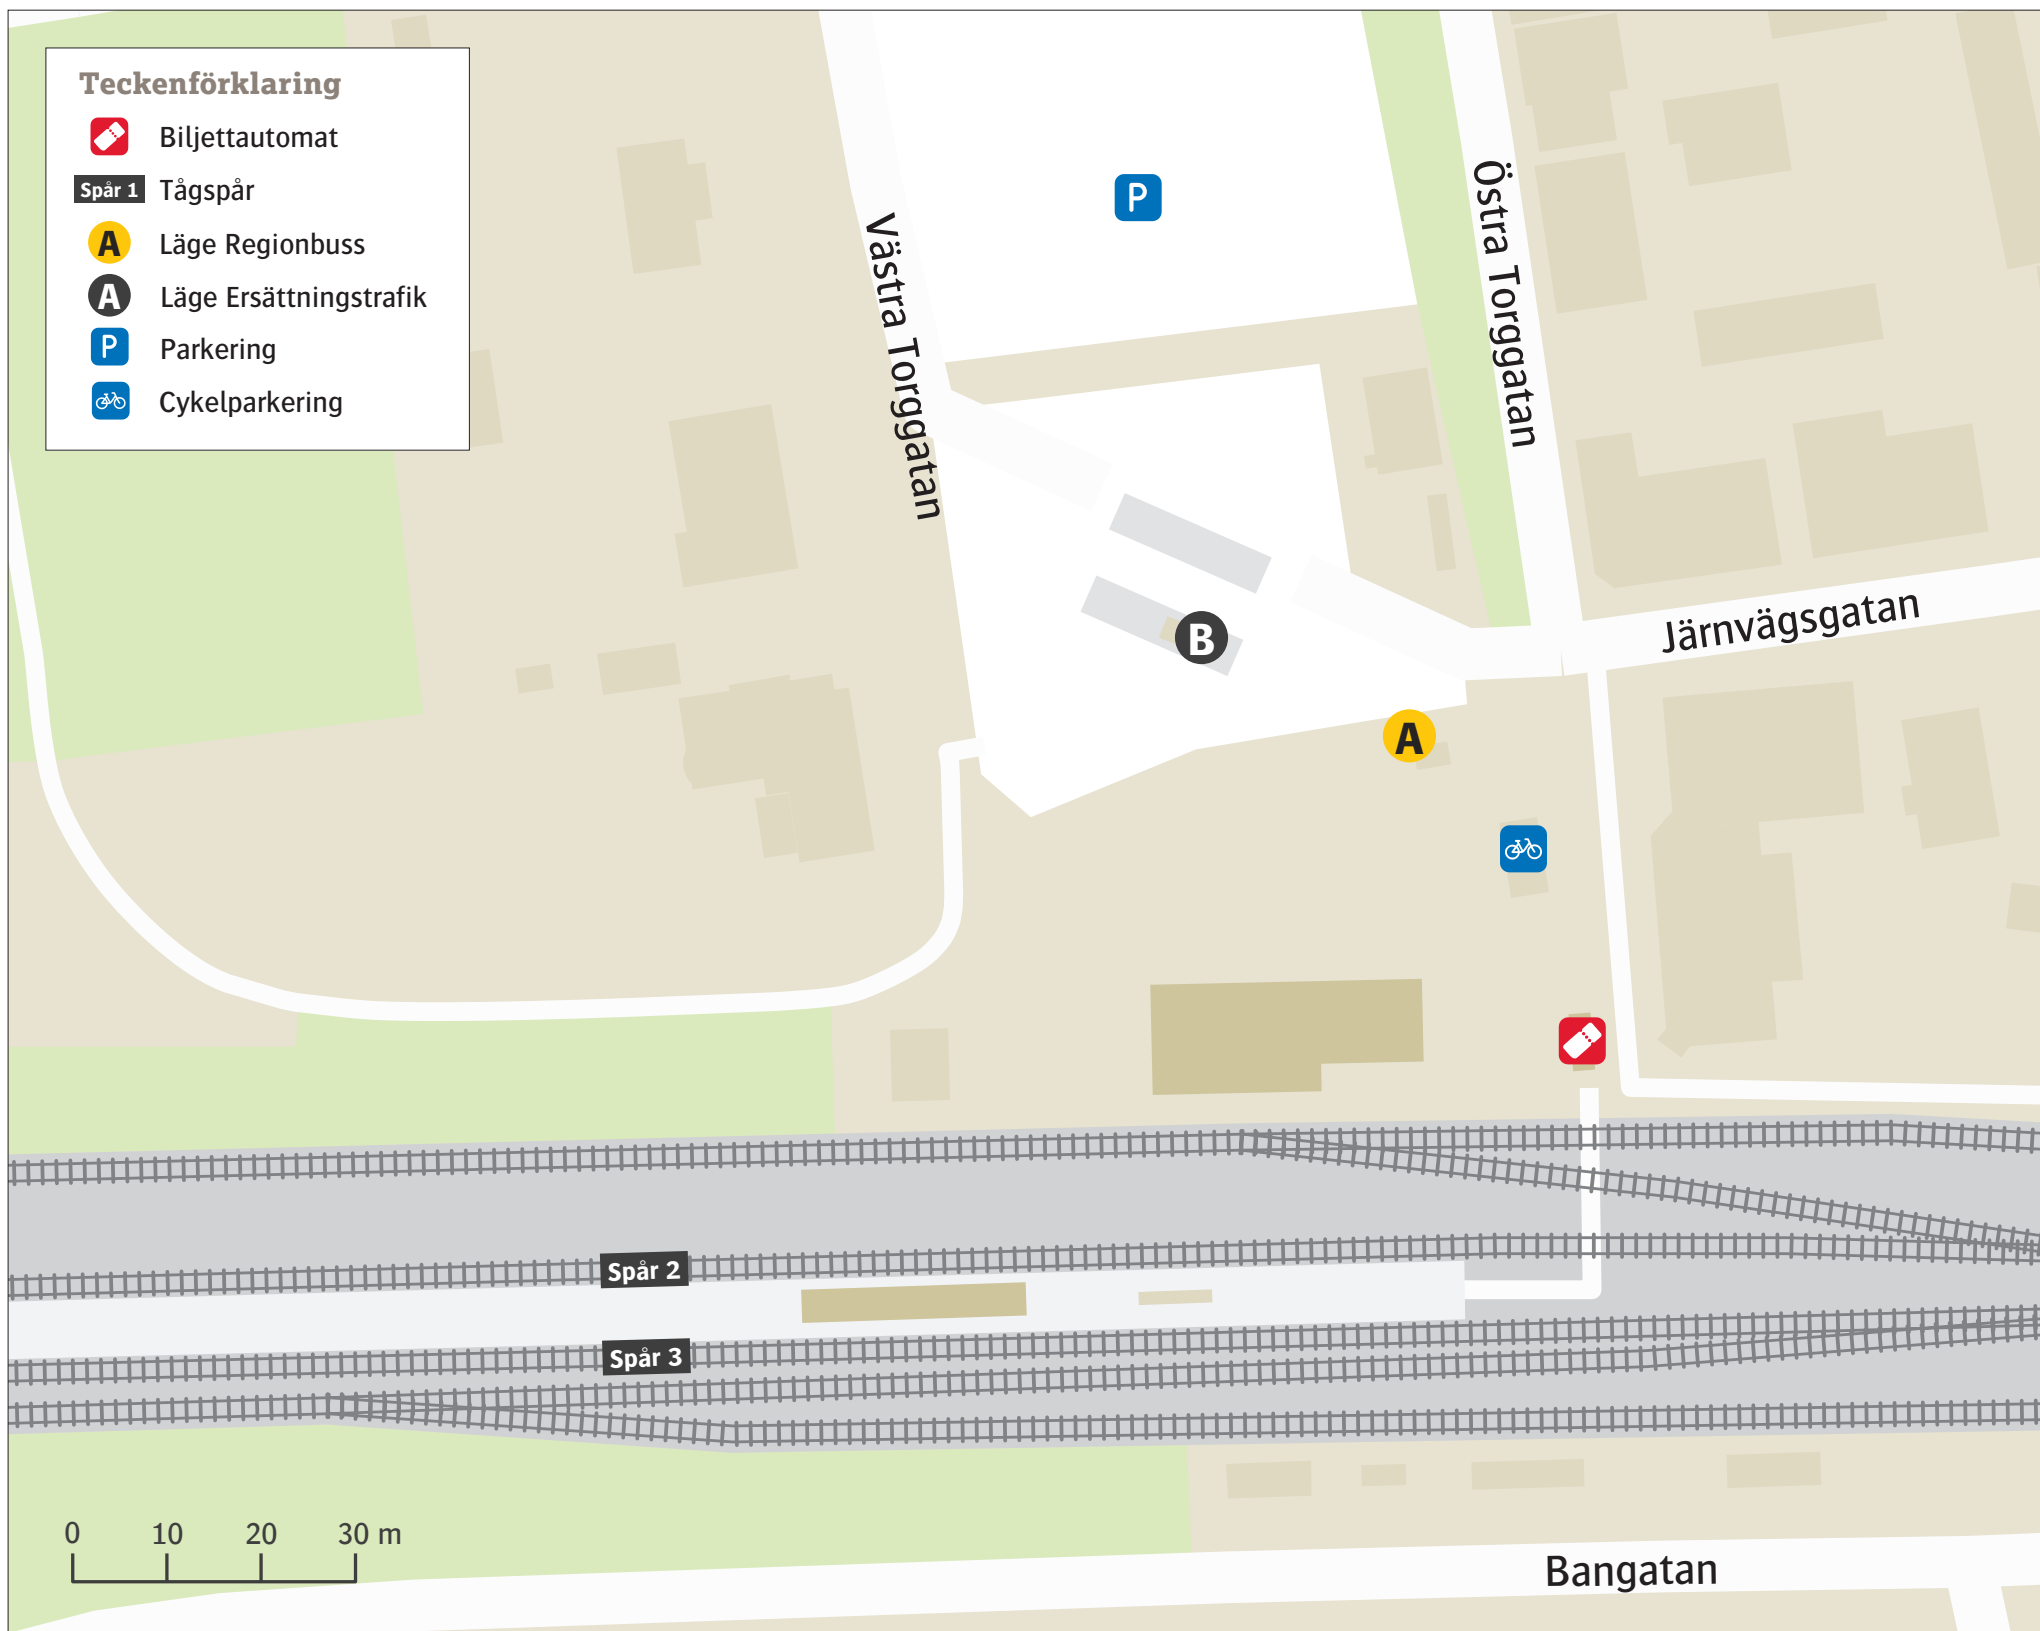 Teckenförklaring
Biljettautomat
Spår 1 Tågspår
A Läge Regionbuss
A Läge Ersättningstrafik
P Parkering
Cykelparkering
P
Västra Torggatan
Östra Torggatan
Järnvägsgatan
B
A
Spår 2
Spår 3
0 10 20 30 m
Bangatan